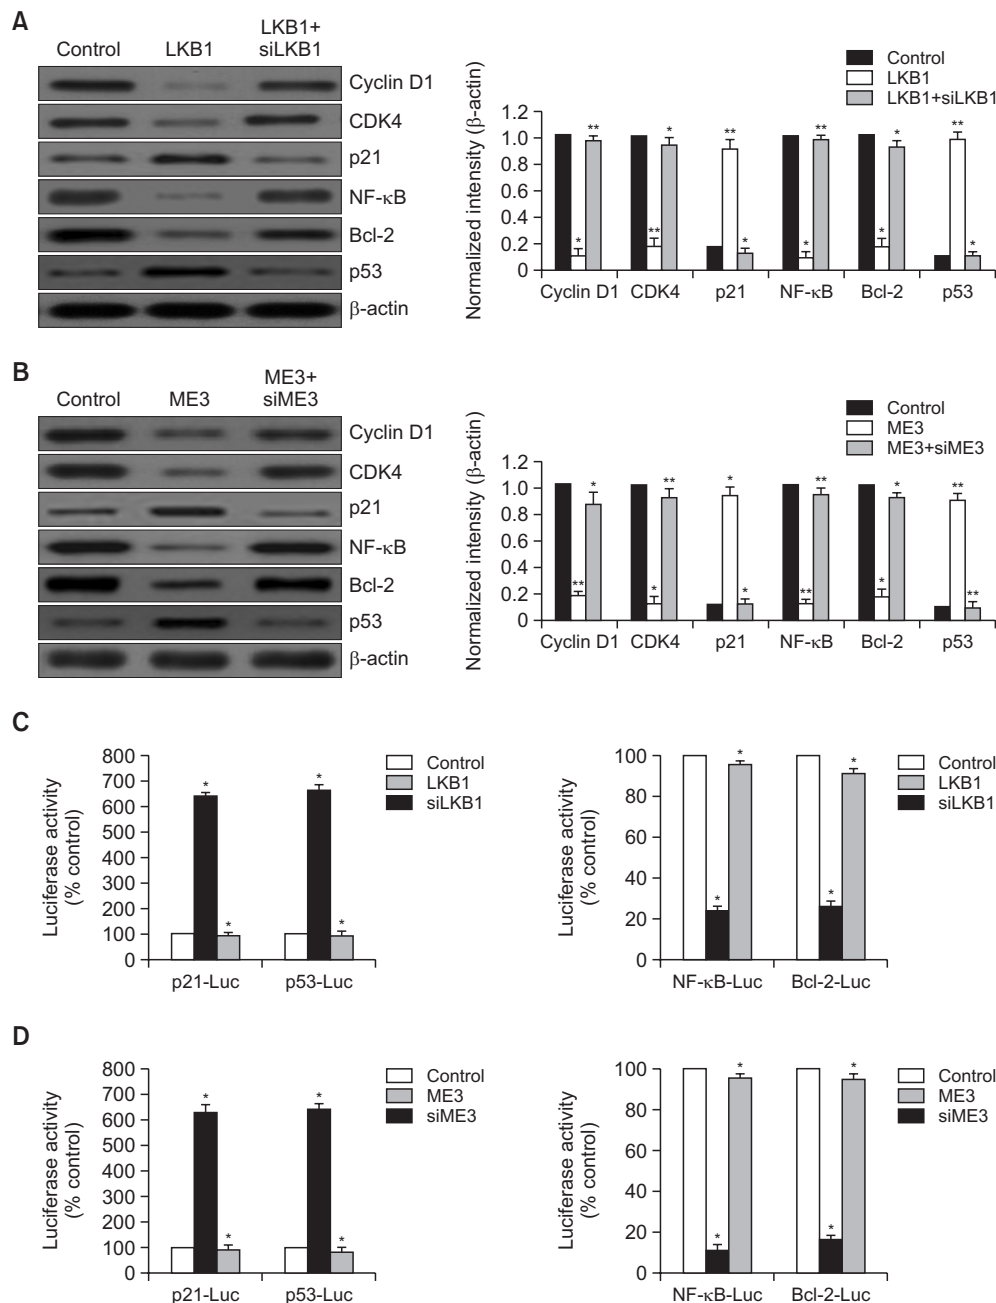 A
Control
LKB1
LKB1+
siLKB1
Cyclin D1
CDK4
p21
NF-κB
Bcl-2
p53
β-actin
Normalized intensity (β-actin)
Control
LKB1
LKB1+siLKB1
1.2
1.0
0.8
0.6
0.4
0.2
0
* ** ** * ** * * ** * * ** *
Cyclin D1 CDK4 p21 NF-κB Bcl-2 p53
B
Control
ME3
ME3+
siME3
Cyclin D1
CDK4
p21
NF-κB
Bcl-2
p53
β-actin
Normalized intensity (β-actin)
Control
ME3
ME3+siME3
1.2
1.0
0.8
0.6
0.4
0.2
0
** * * ** * * ** ** * * ** **
Cyclin D1 CDK4 p21 NF-κB Bcl-2 p53
C
Luciferase activity
(% control)
800
700
600
500
400
300
200
100
0
* * * *
p21-Luc p53-Luc
Control
LKB1
siLKB1
Luciferase activity
(% control)
100
80
60
40
20
0
* * * *
NF-κB-Luc Bcl-2-Luc
Control
LKB1
siLKB1
D
Luciferase activity
(% control)
800
700
600
500
400
300
200
100
0
* * * *
p21-Luc p53-Luc
Control
ME3
siME3
Luciferase activity
(% control)
100
80
60
40
20
0
* * * *
NF-κB-Luc Bcl-2-Luc
Control
ME3
siME3